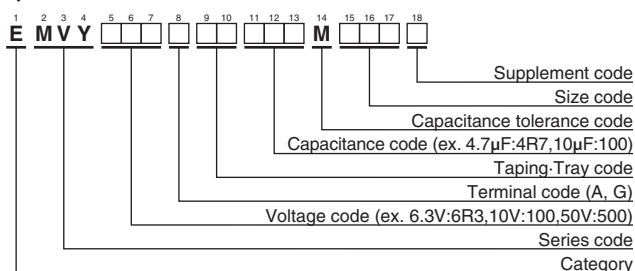 1 2 3 4 5 6 7 8 9 10 11 12 13 14 15 16 17 18
E M V Y M
Supplement code
Size code
Capacitance tolerance code
Capacitance code (ex. 4.7μF:4R7,10μF:100)
Taping·Tray code
Terminal code (A, G)
Voltage code (ex. 6.3V:6R3,10V:100,50V:500)
Series code
Category